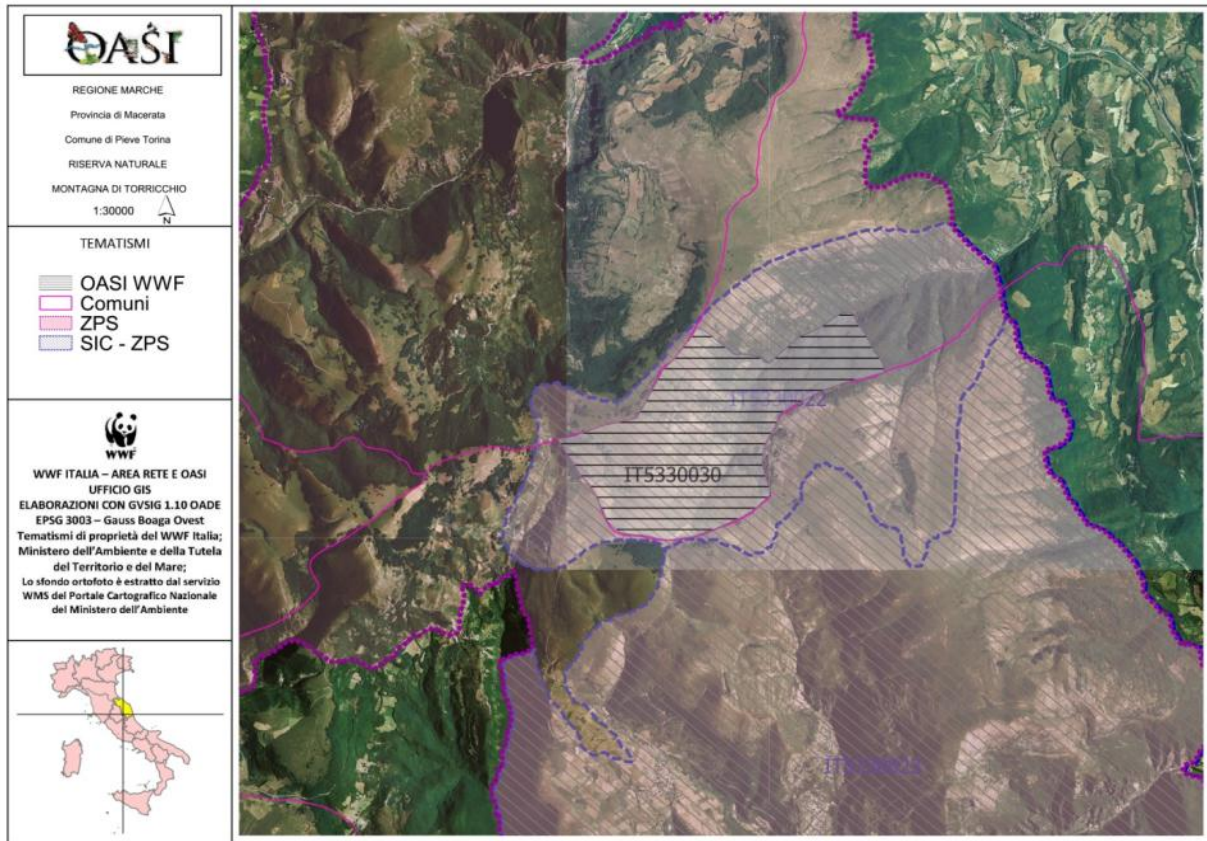 OASI
REGIONE MARCHE
Provincia di Macerata
Comune di Pieve Torina
RISERVA NATURALE
MONTAGNA DI TORRICCHIO
1:30000
N
TEMATISMI
OASI WWF
Comuni
ZPS
SIC - ZPS
WWF
WWF ITALIA – AREA RETE E OASI
UFFICIO GIS
ELABORAZIONI CON GVSIG 1.10 OADE
EPSG 3003 – Gauss Boaga Ovest
Tematismi di proprietà del WWF Italia;
Ministero dell'Ambiente e della Tutela
del Territorio e del Mare;
Lo sfondo ortofoto è estratto dal servizio
WMS del Portale Cartografico Nazionale
del Ministero dell'Ambiente
IT5330030